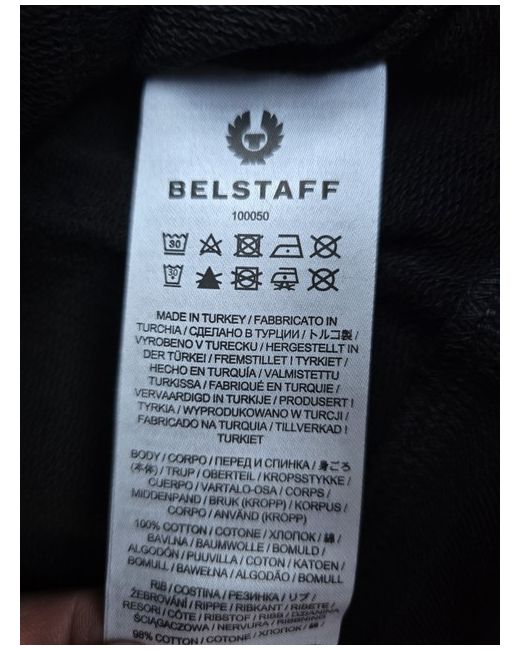 BELSTAFF
100050
30
30
MADE IN TURKEY / FABBRICATO IN
TURCHIA / СДЕЛАНО В ТУРЦИИ / トルコ製 /
VYROBENO V TURECKU / HERGESTELLT IN
DER TÜRKEI / FREMSTILLET I TYRKIET /
HECHO EN TURQUÍA / VALMISTETTU
TURKISSA / FABRIQUÉ EN TURQUIE /
VERVAARDIGD IN TURKIJE / PRODUSERT I
TYRKIA / WYPRODUKOWANO W TURCJI /
FABRICADO NA TURQUIA / TILLVERKAD I
TURKIET
BODY / CORPO / ПЕРЕД И СПИНКА / 身ごろ
(本体) / TRUP / OBERTEIL / KROPSSTYKKE /
CUERPO / VARTALO-OSA / CORPS /
MIDDENPAND / BRUK (KROPP) / KORPUS /
CORPO / ANVÄND (KROPP)
100% COTTON / COTONE / ХЛОПОК / 綿 /
BAVLNA / BAUMWOLLE / BOMULD /
ALGODÓN / PUUVILLA / COTON / KATOEN /
BOMULL / BAWEŁNA / ALGODÃO / BOMULL
RIB / COSTINA / РЕЗИНКА / リブ /
ŽEBROVÁNÍ / RIPPE / RIBKANT / RIBETE /
RESORI / CÔTE / RIBSTOF / RIBB / DZIANINA
ŚCIĄGACZOWA / NERVURA / RIBBNING
98% COTTON / COTONE / ХЛОПОК / 綿 /